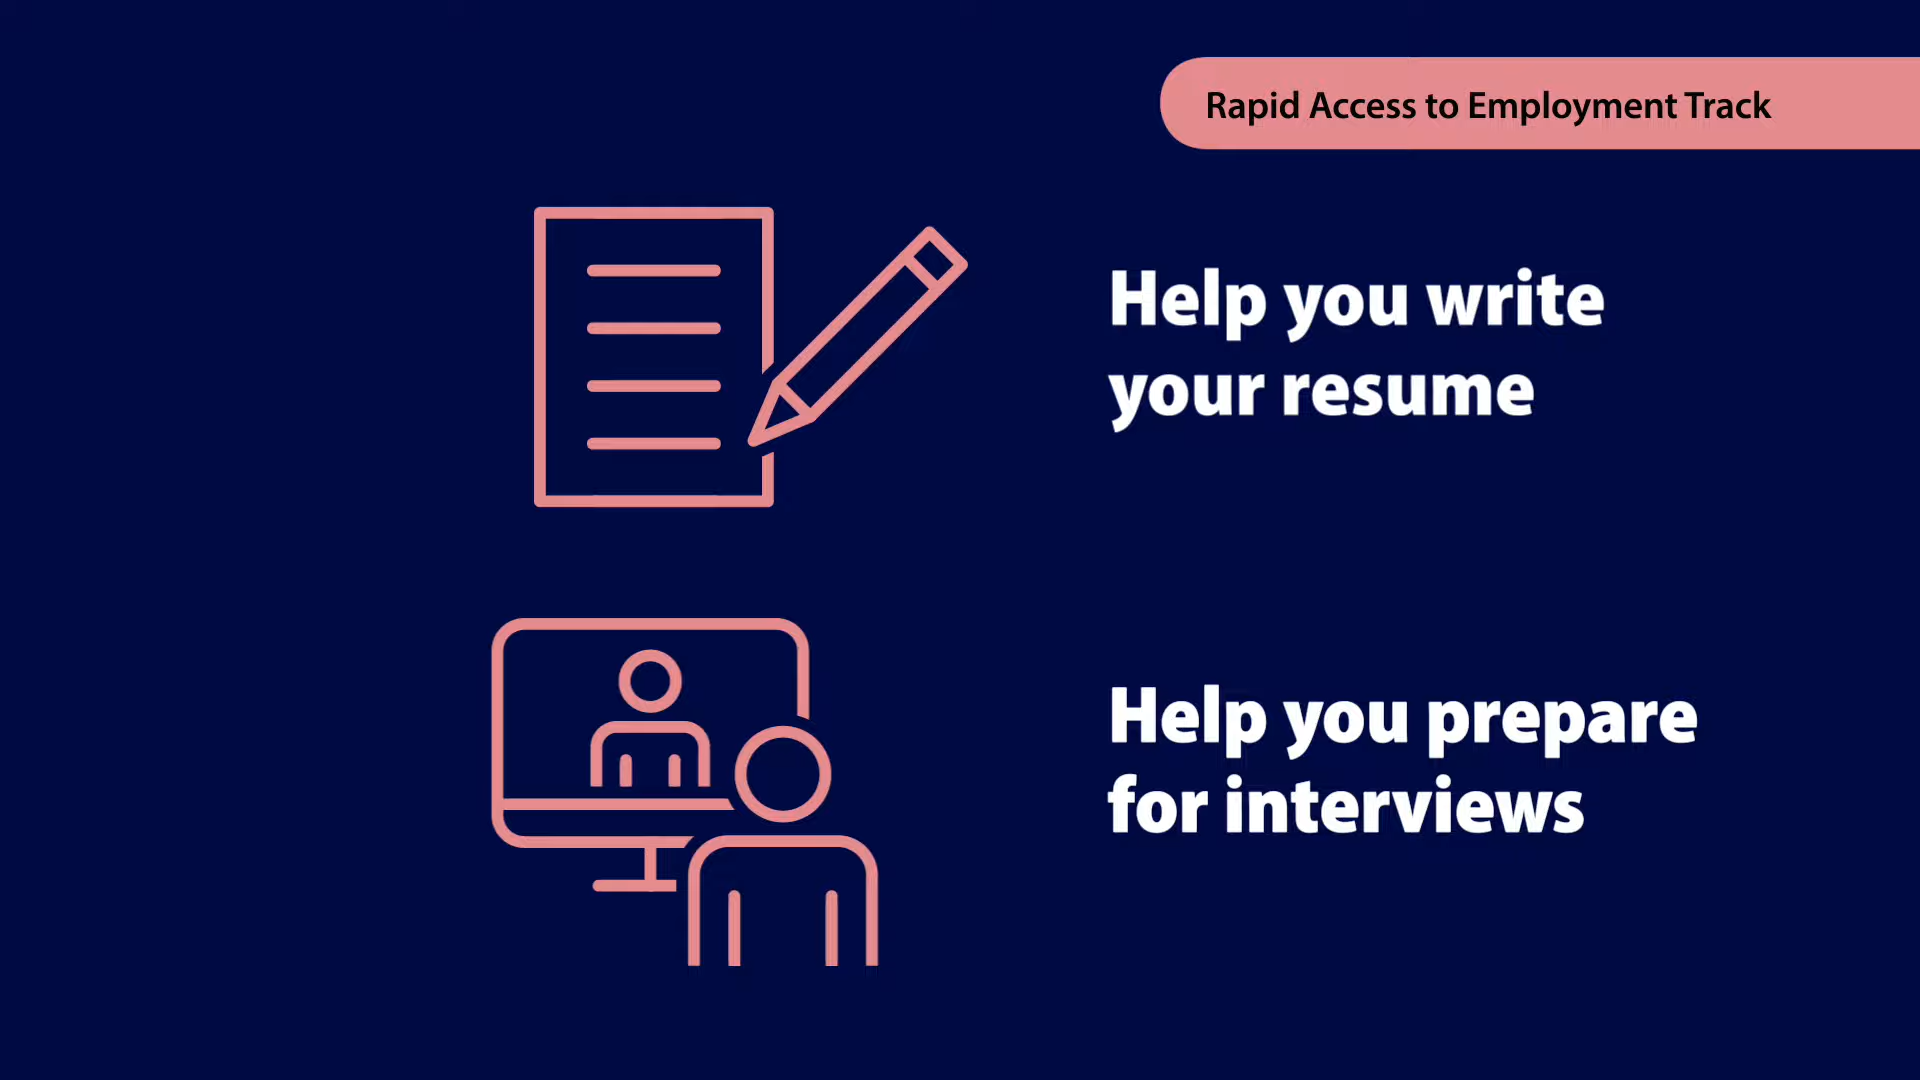 Rapid Access to Employment Track
Help you write
your resume
Help you prepare
for interviews